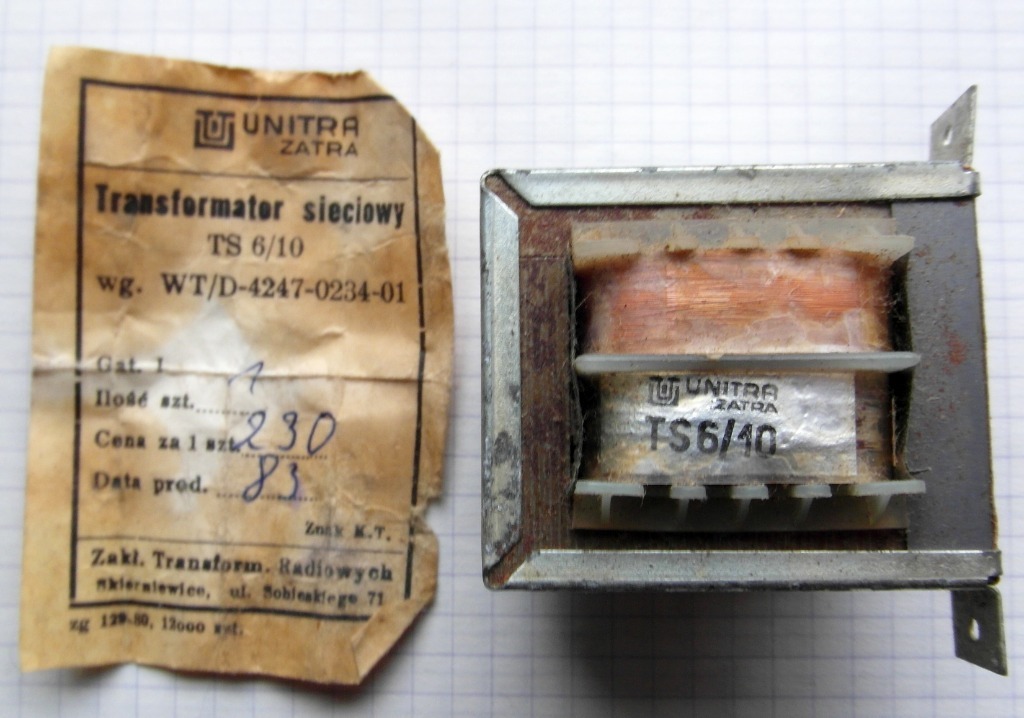 UNITRA
ZATRA
Transformator sieciowy
TS 6/10
wg. WT/D-4247-0234-01
Gat. I
Ilość szt. 1
Cena za 1 szt. 230
Data prod. 83
Znak K.T.
Zakł. Transform. Radiowych
Skierniewice, ul. Sobieskiego 71
zg 129-80, 12000 szt.
UNITRA
ZATRA
TS6/10